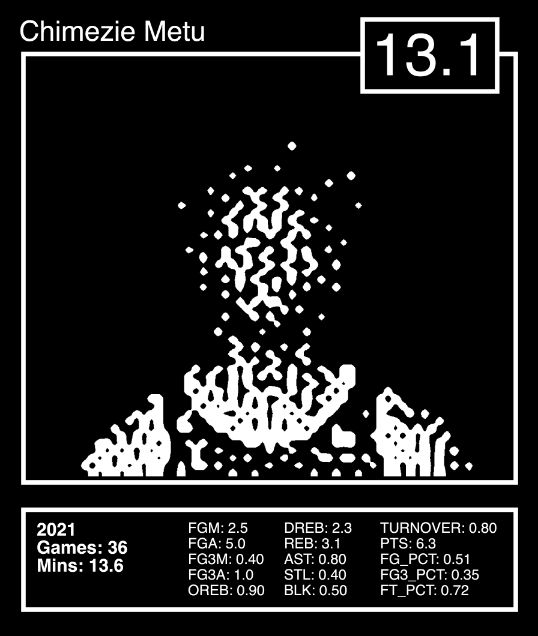 Chimezie Metu
13.1
2021
Games: 36
Mins: 13.6
FGM: 2.5
FGA: 5.0
FG3M: 0.40
FG3A: 1.0
OREB: 0.90
DREB: 2.3
REB: 3.1
AST: 0.80
STL: 0.40
BLK: 0.50
TURNOVER: 0.80
PTS: 6.3
FG_PCT: 0.51
FG3_PCT: 0.35
FT_PCT: 0.72